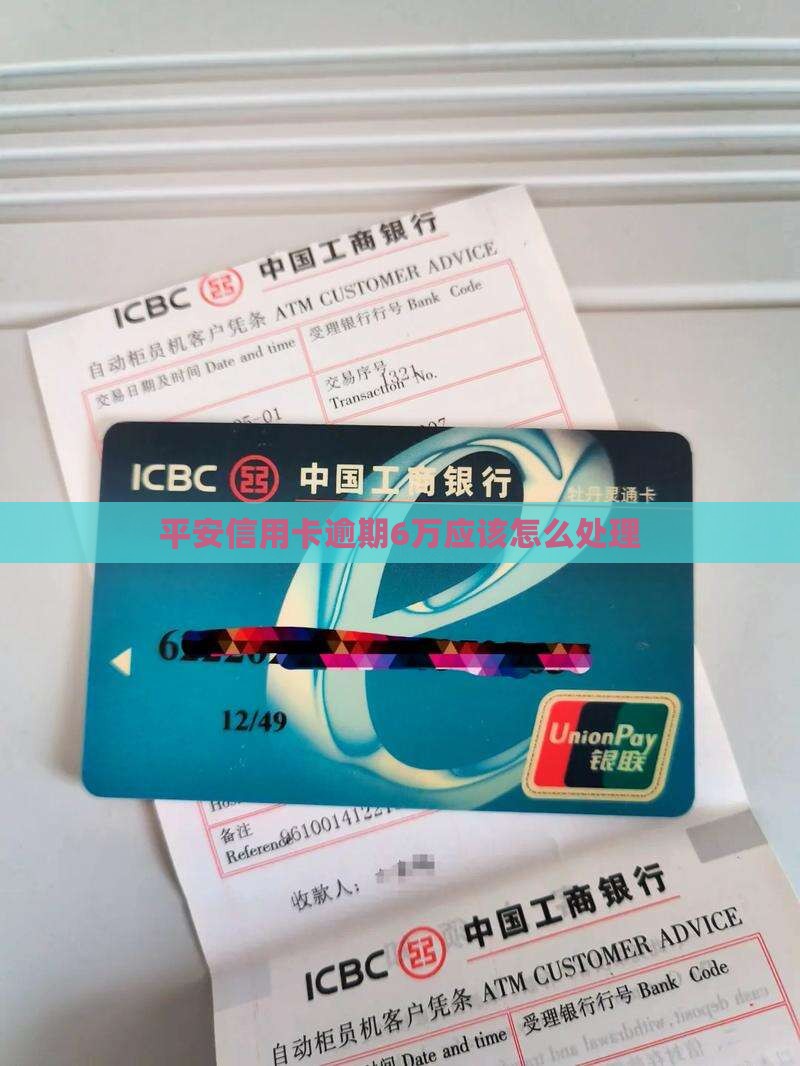 ICBC 中国工商银行
自动柜员机客户凭条 ATM CUSTOMER ADVICE
交易日期及时间 Date and time
受理银行行号 Bank Code
交易序号
Transaction No.
1321
05-01
ICBC 中国工商银行
牡丹灵通卡
平安信用卡逾期6万应该怎么处理
12/49
UnionPay
银联
备注
Reference
收款人:
ICBC 中国工商银行
自动柜员机客户凭条 ATM CUSTOMER ADVICE
Date and time
受理银行行号 Bank Code